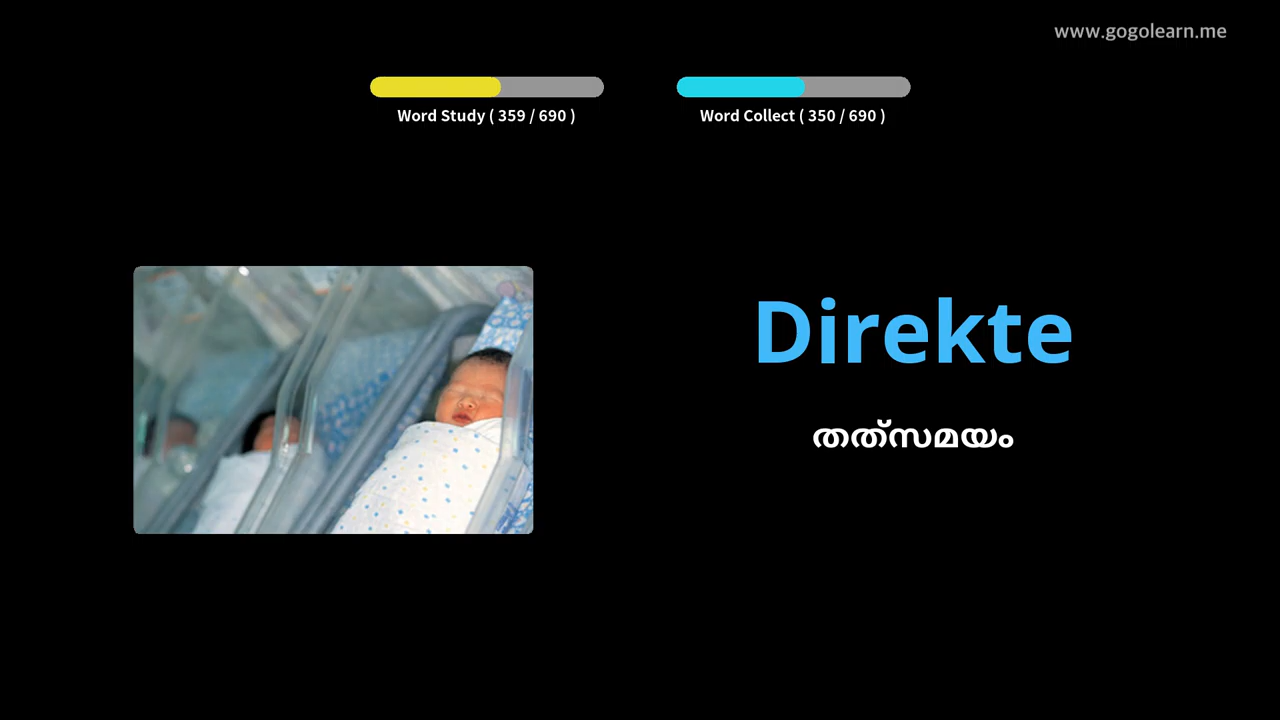 www.gogolearn.me
Word Study ( 359 / 690 )
Word Collect ( 350 / 690 )
Direkte
തത്സമയം